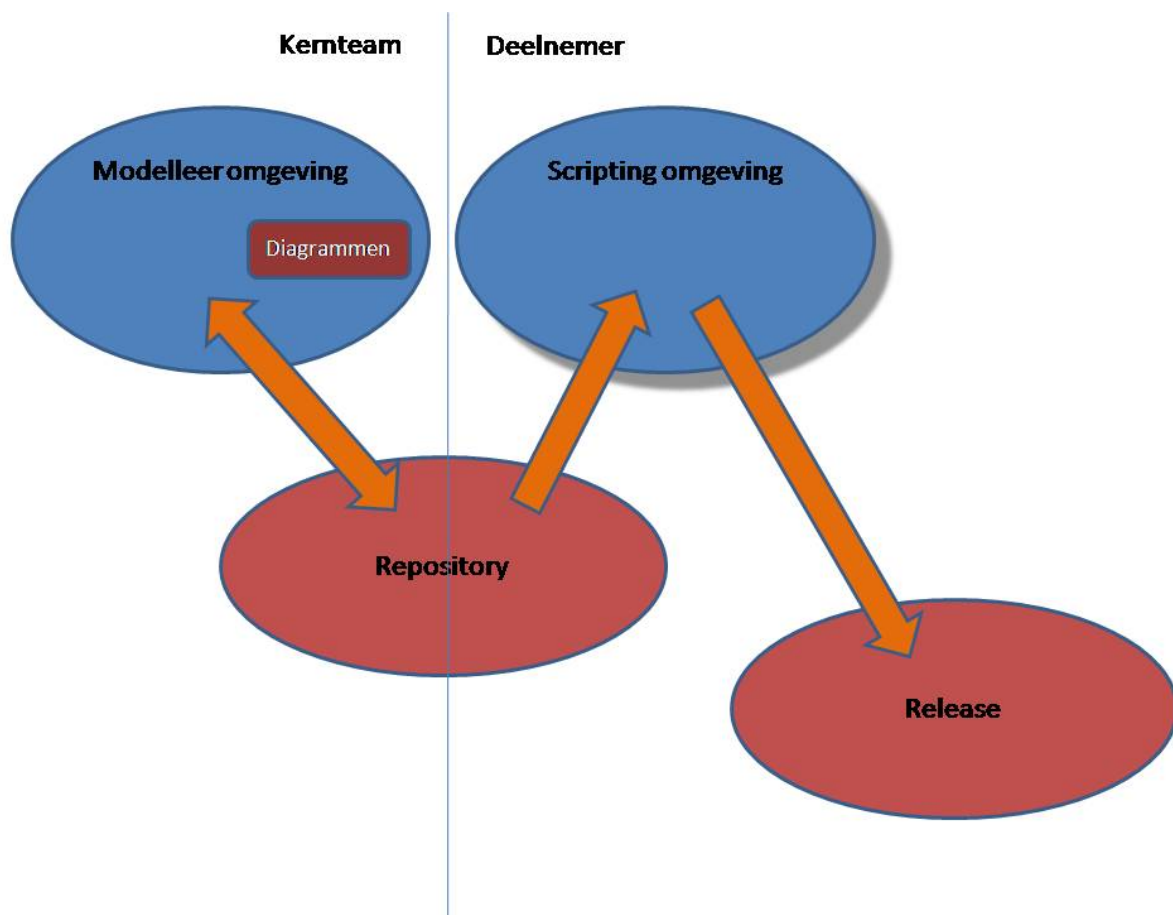 Kernteam
Deelnemer
Modelleer omgeving
Scripting omgeving
Diagrammen
Repository
Release